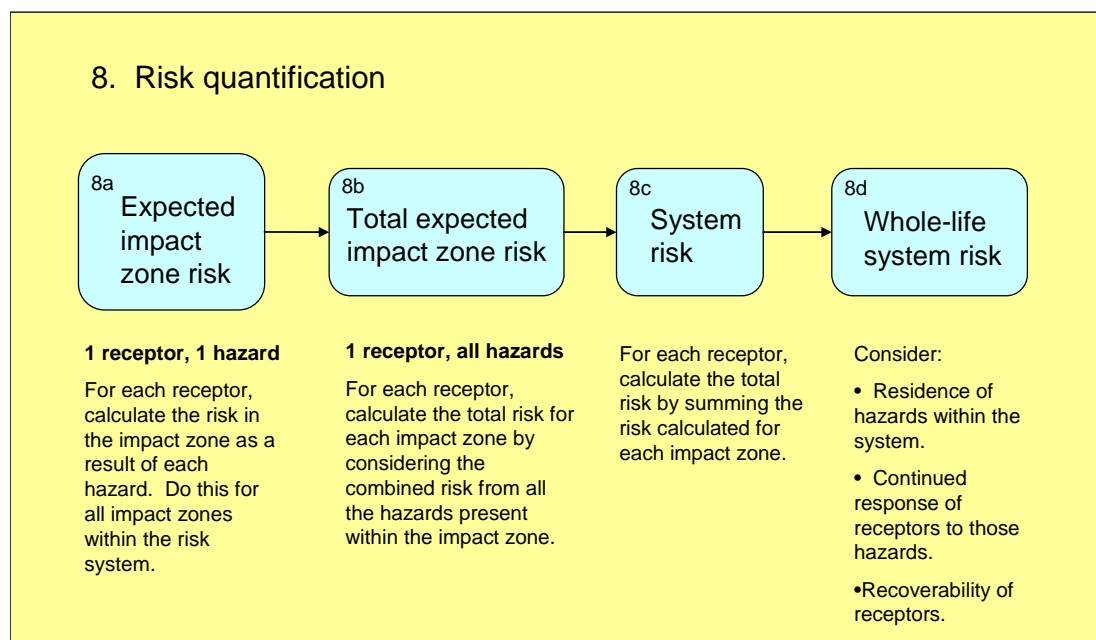 8. Risk quantification
8a
Expected
impact
zone risk
8b
Total expected
impact zone risk
8c
System
risk
8d
Whole-life
system risk
1 receptor, 1 hazard
For each receptor,
calculate the risk in
the impact zone as a
result of each
hazard. Do this for
all impact zones
within the risk
system.
1 receptor, all hazards
For each receptor,
calculate the total risk for
each impact zone by
considering the
combined risk from all
the hazards present
within the impact zone.
For each receptor,
calculate the total
risk by summing the
risk calculated for
each impact zone.
Consider:
• Residence of
hazards within the
system.
• Continued
response of
receptors to those
hazards.
•Recoverability of
receptors.